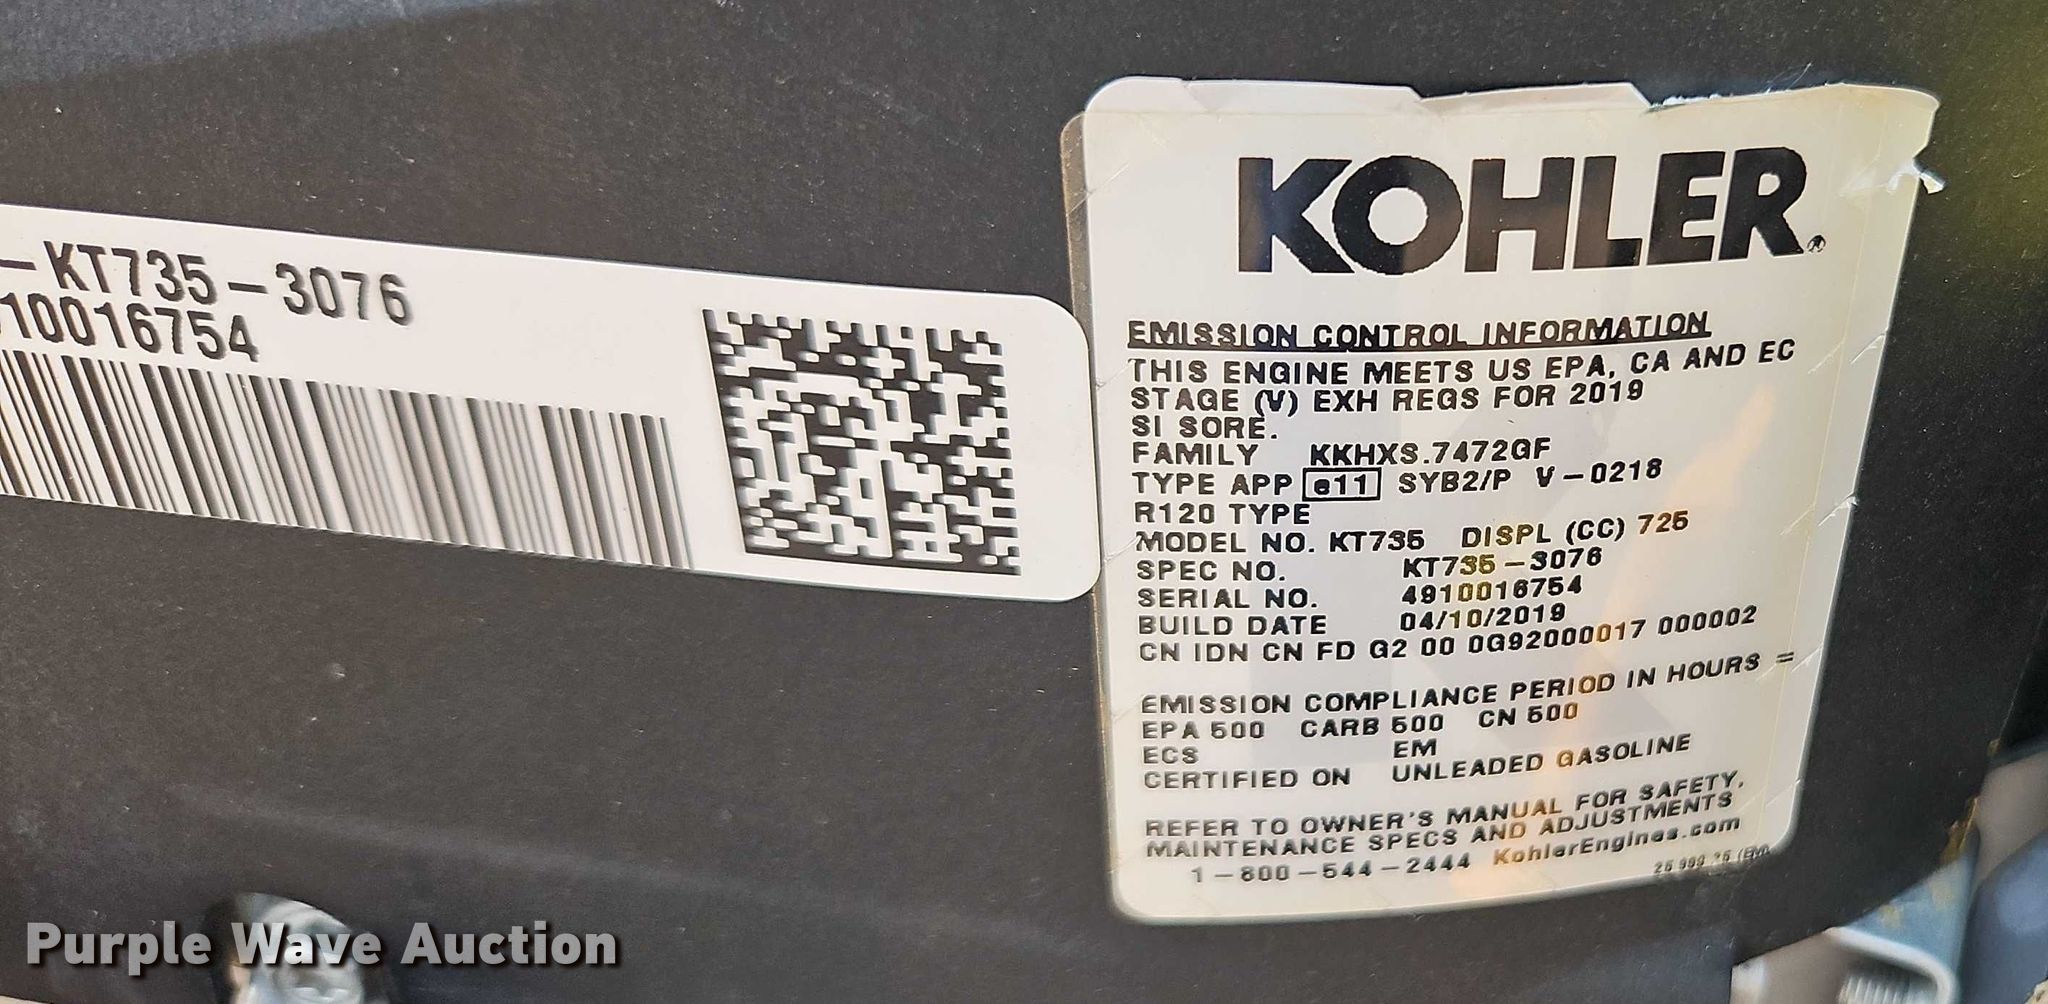 -KT735-3076
10016754
KOHLER.
EMISSION CONTROL INFORMATION
THIS ENGINE MEETS US EPA, CA AND EC
STAGE (V) EXH REGS FOR 2019
SI SORE.
FAMILY KKHXS.7472GF
TYPE APP e11 SYB2/P V-0218
R120 TYPE
MODEL NO. KT735 DISPL (CC) 725
SPEC NO. KT735-3076
SERIAL NO. 4910016754
BUILD DATE 04/10/2019
CN IDN CN FD G2 00 0G92000017 000002
EMISSION COMPLIANCE PERIOD IN HOURS =
EPA 500 CARB 500 CN 500
ECS EM
CERTIFIED ON UNLEADED GASOLINE
REFER TO OWNER'S MANUAL FOR SAFETY,
MAINTENANCE SPECS AND ADJUSTMENTS
1-800-544-2444 KohlerEngines.com
Purple Wave Auction